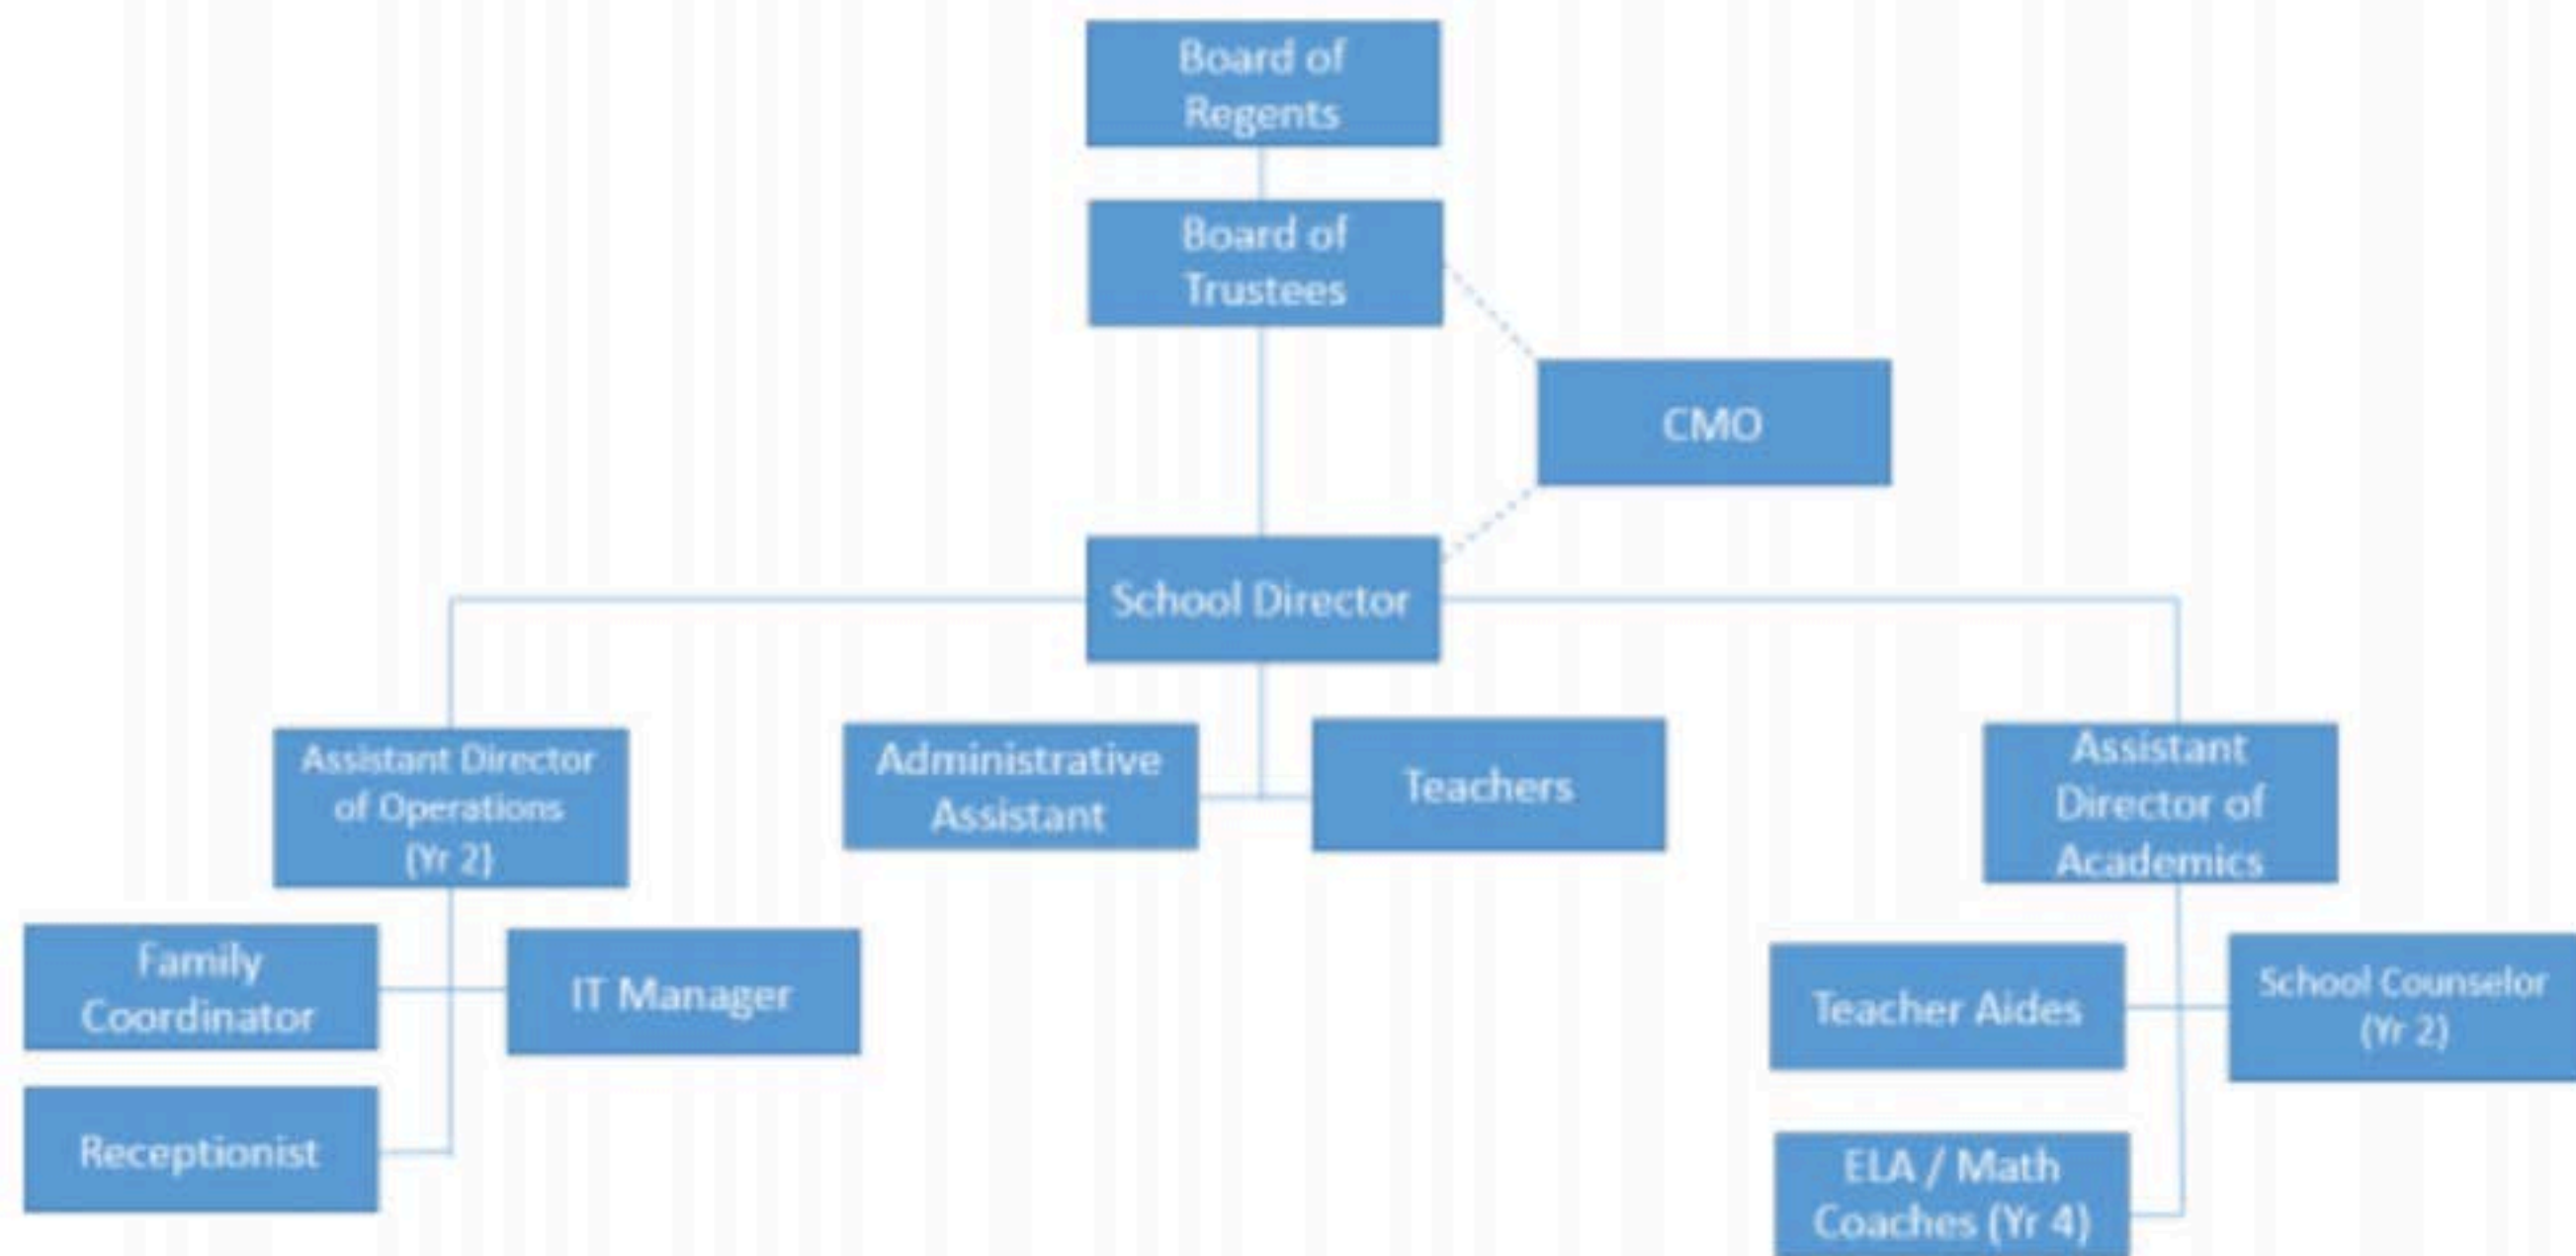 Board of
Regents
Board of
Trustees
CMO
School Director
Assistant Director
of Operations
(Yr 2)
Administrative
Assistant
Teachers
Assistant
Director of
Academics
Family
Coordinator
IT Manager
Teacher Aides
School Counselor
(Yr 2)
Receptionist
ELA / Math
Coaches (Yr 4)